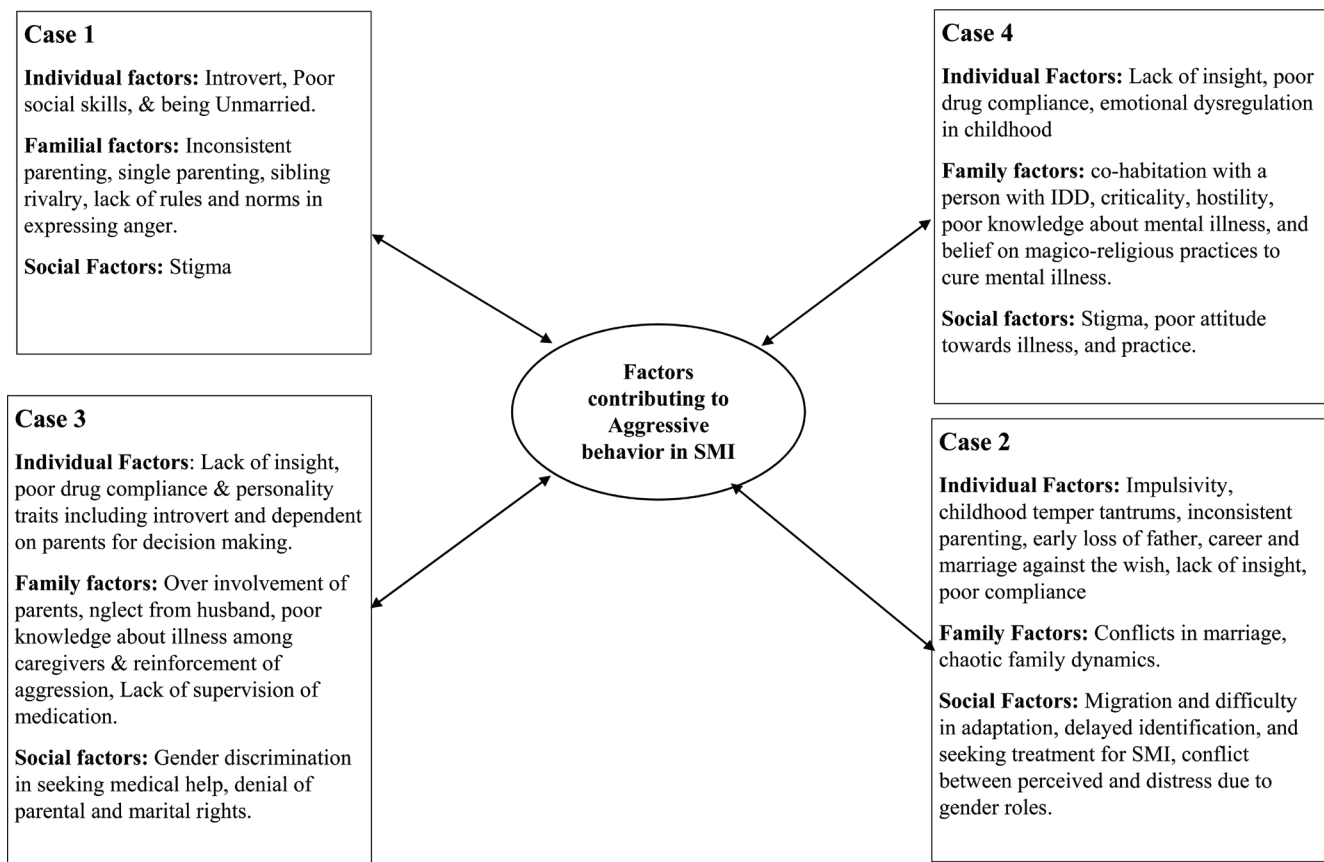 Case 1
Individual factors: Introvert, Poor
social skills, & being Unmarried.
Familial factors: Inconsistent
parenting, single parenting, sibling
rivalry, lack of rules and norms in
expressing anger.
Social Factors: Stigma
Case 4
Individual Factors: Lack of insight, poor
drug compliance, emotional dysregulation
in childhood
Family factors: co-habitation with a
person with IDD, criticality, hostility,
poor knowledge about mental illness, and
belief on magico-religious practices to
cure mental illness.
Social factors: Stigma, poor attitude
towards illness, and practice.
Factors
contributing to
Aggressive
behavior in SMI
Case 3
Individual Factors: Lack of insight,
poor drug compliance & personality
traits including introvert and dependent
on parents for decision making.
Family factors: Over involvement of
parents, nglect from husband, poor
knowledge about illness among
caregivers & reinforcement of
aggression, Lack of supervision of
medication.
Social factors: Gender discrimination
in seeking medical help, denial of
parental and marital rights.
Case 2
Individual Factors: Impulsivity,
childhood temper tantrums, inconsistent
parenting, early loss of father, career and
marriage against the wish, lack of insight,
poor compliance
Family Factors: Conflicts in marriage,
chaotic family dynamics.
Social Factors: Migration and difficulty
in adaptation, delayed identification, and
seeking treatment for SMI, conflict
between perceived and distress due to
gender roles.